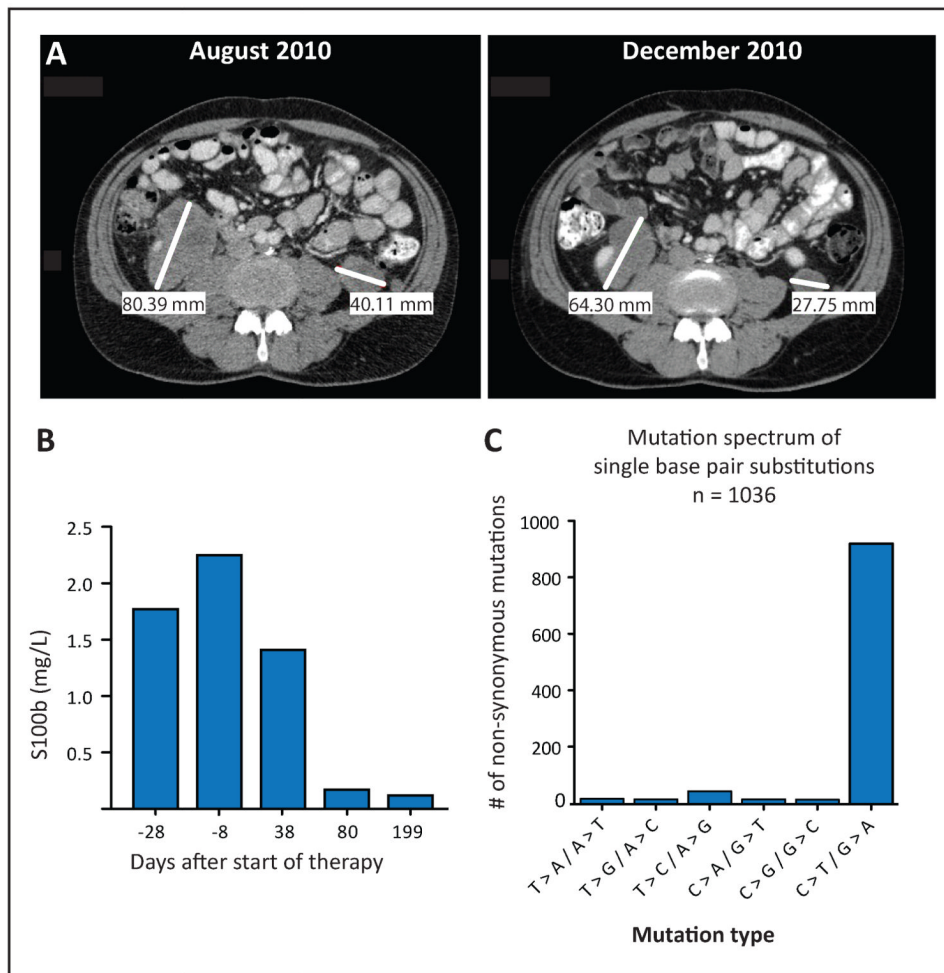 A
August 2010
December 2010
80.39 mm
40.11 mm
64.30 mm
27.75 mm
B
S100b (mg/L)
2.5
2.0
1.5
1.0
0.5
-28
-8
38
80
199
Days after start of therapy
C
Mutation spectrum of
single base pair substitutions
n = 1036
# of non-synonymous mutations
1000
800
600
400
200
0
T > A / A > T
T > G / A > C
T > C / A > G
C > A / G > T
C > G / G > C
C > T / G > A
Mutation type